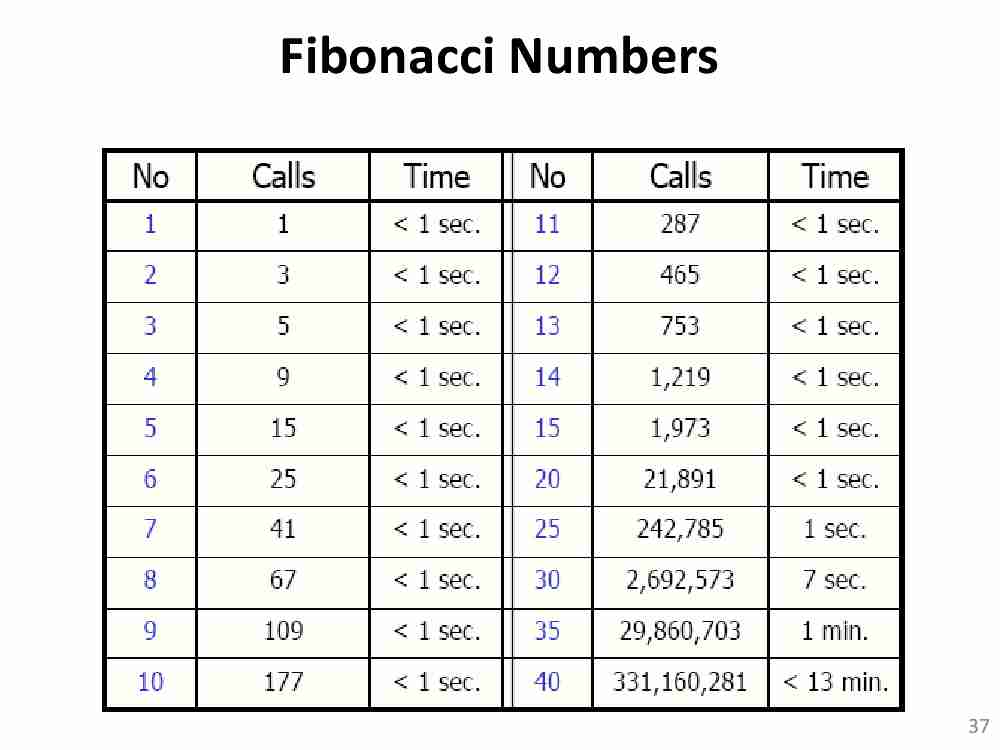 Fibonacci Numbers
No Calls Time No Calls Time
1 1 < 1 sec. 11 287 < 1 sec.
2 3 < 1 sec. 12 465 < 1 sec.
3 5 < 1 sec. 13 753 < 1 sec.
4 9 < 1 sec. 14 1,219 < 1 sec.
5 15 < 1 sec. 15 1,973 < 1 sec.
6 25 < 1 sec. 20 21,891 < 1 sec.
7 41 < 1 sec. 25 242,785 1 sec.
8 67 < 1 sec. 30 2,692,573 7 sec.
9 109 < 1 sec. 35 29,860,703 1 min.
10 177 < 1 sec. 40 331,160,281 < 13 min.
37